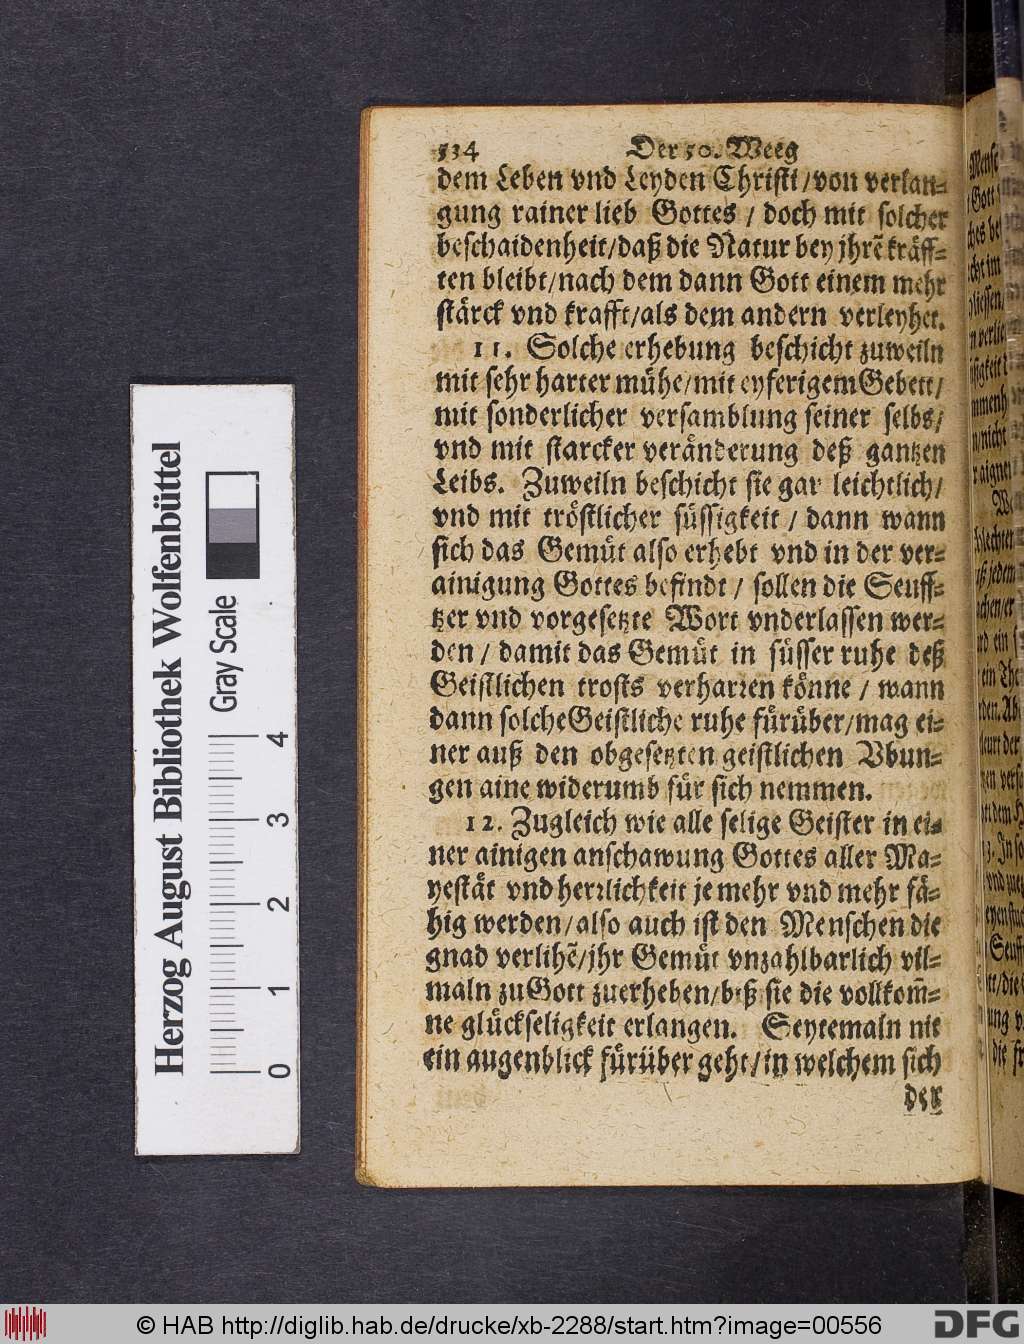 534 Der 50. Weeg
dem Leben vnd Leyden Christi / von verlan-
gung rainer lieb Gottes / doch mit solcher
beschaidenheit/daß die Natur bey jhrẽ kräff-
ten bleibt/nach dem dann Gott einem mehr
stärck vnd krafft/als dem andern verleyhet.
11. Solche erhebung beschicht zuweiln
mit sehr harter mühe/mit eyferigem Gebett/
mit sonderlicher versamblung seiner selbs/
vnd mit starcker veränderung deß gantzen
Leibs. Zuweiln beschicht sie gar leichtlich/
vnd mit tröstlicher süssigkeit / dann wann
sich das Gemüt also erhebt vnd in der ver-
ainigung Gottes befindt / sollen die Seuff-
tzer vnd vorgesetzte Wort vnderlassen wer-
den / damit das Gemüt in süsser ruhe deß
Geistlichen trosts verharren könne / wann
dann solche Geistliche ruhe fürüber/mag ei-
ner auß den obgesetzten geistlichen Vbun-
gen aine widerumb für sich nemmen.
12. Zugleich wie alle selige Geister in ei-
ner ainigen anschawung Gottes aller Ma-
yestät vnd herrlichkeit je mehr vnd mehr fä-
hig werden/also auch ist den Menschen die
gnad verlihẽ/jhr Gemüt vnzahlbarlich vil-
maln zu Gott zuerheben/biß sie die vollkom̃-
ne glückseligkeit erlangen. Seytemaln nit
ein augenblick fürüber geht/in welchem sich
der
Herzog August Bibliothek Wolfenbüttel
Gray Scale
0 1 2 3 4
© HAB http://diglib.hab.de/drucke/xb-2288/start.htm?image=00556
DFG